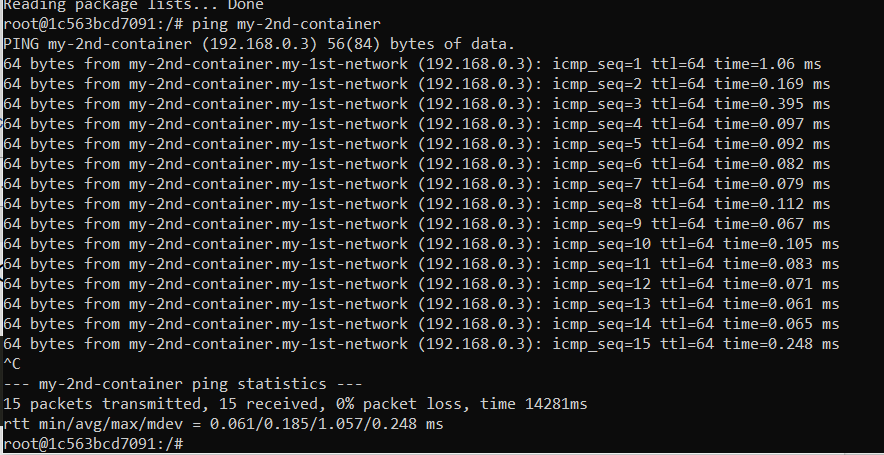 Reading package lists... Done
root@1c563bcd7091:/# ping my-2nd-container
PING my-2nd-container (192.168.0.3) 56(84) bytes of data.
64 bytes from my-2nd-container.my-1st-network (192.168.0.3): icmp_seq=1 ttl=64 time=1.06 ms
64 bytes from my-2nd-container.my-1st-network (192.168.0.3): icmp_seq=2 ttl=64 time=0.169 ms
64 bytes from my-2nd-container.my-1st-network (192.168.0.3): icmp_seq=3 ttl=64 time=0.395 ms
64 bytes from my-2nd-container.my-1st-network (192.168.0.3): icmp_seq=4 ttl=64 time=0.097 ms
64 bytes from my-2nd-container.my-1st-network (192.168.0.3): icmp_seq=5 ttl=64 time=0.092 ms
64 bytes from my-2nd-container.my-1st-network (192.168.0.3): icmp_seq=6 ttl=64 time=0.082 ms
64 bytes from my-2nd-container.my-1st-network (192.168.0.3): icmp_seq=7 ttl=64 time=0.079 ms
64 bytes from my-2nd-container.my-1st-network (192.168.0.3): icmp_seq=8 ttl=64 time=0.112 ms
64 bytes from my-2nd-container.my-1st-network (192.168.0.3): icmp_seq=9 ttl=64 time=0.067 ms
64 bytes from my-2nd-container.my-1st-network (192.168.0.3): icmp_seq=10 ttl=64 time=0.105 ms
64 bytes from my-2nd-container.my-1st-network (192.168.0.3): icmp_seq=11 ttl=64 time=0.083 ms
64 bytes from my-2nd-container.my-1st-network (192.168.0.3): icmp_seq=12 ttl=64 time=0.071 ms
64 bytes from my-2nd-container.my-1st-network (192.168.0.3): icmp_seq=13 ttl=64 time=0.061 ms
64 bytes from my-2nd-container.my-1st-network (192.168.0.3): icmp_seq=14 ttl=64 time=0.065 ms
64 bytes from my-2nd-container.my-1st-network (192.168.0.3): icmp_seq=15 ttl=64 time=0.248 ms
^C
--- my-2nd-container ping statistics ---
15 packets transmitted, 15 received, 0% packet loss, time 14281ms
rtt min/avg/max/mdev = 0.061/0.185/1.057/0.248 ms
root@1c563bcd7091:/#